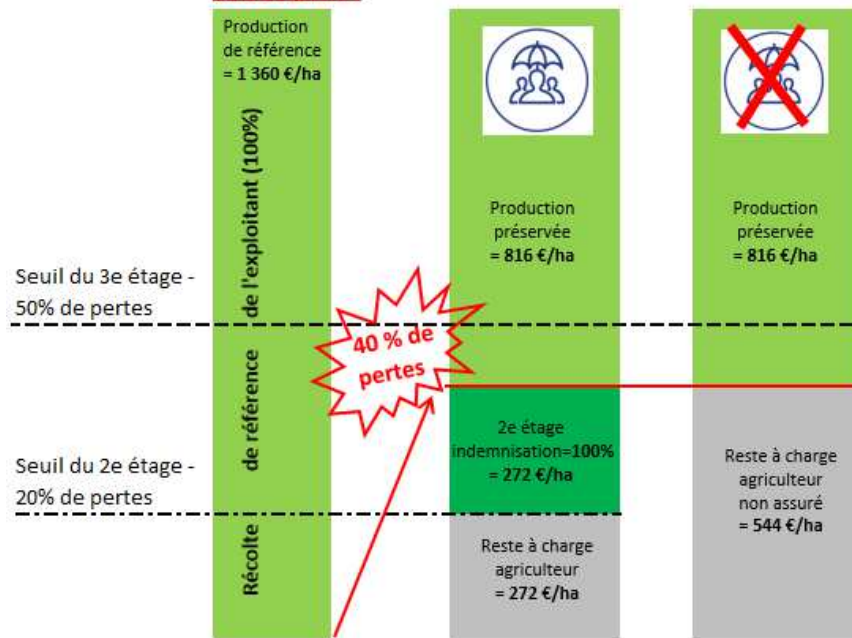 Production
de référence
= 1 360 €/ha
Récolte de référence de l'exploitant (100%)
Seuil du 3e étage -
50% de pertes
Seuil du 2e étage -
20% de pertes
40 % de
pertes
Production
préservée
= 816 €/ha
2e étage
indemnisation=100%
= 272 €/ha
Reste à charge
agriculteur
= 272 €/ha
Production
préservée
= 816 €/ha
Reste à charge
agriculteur
non assuré
= 544 €/ha